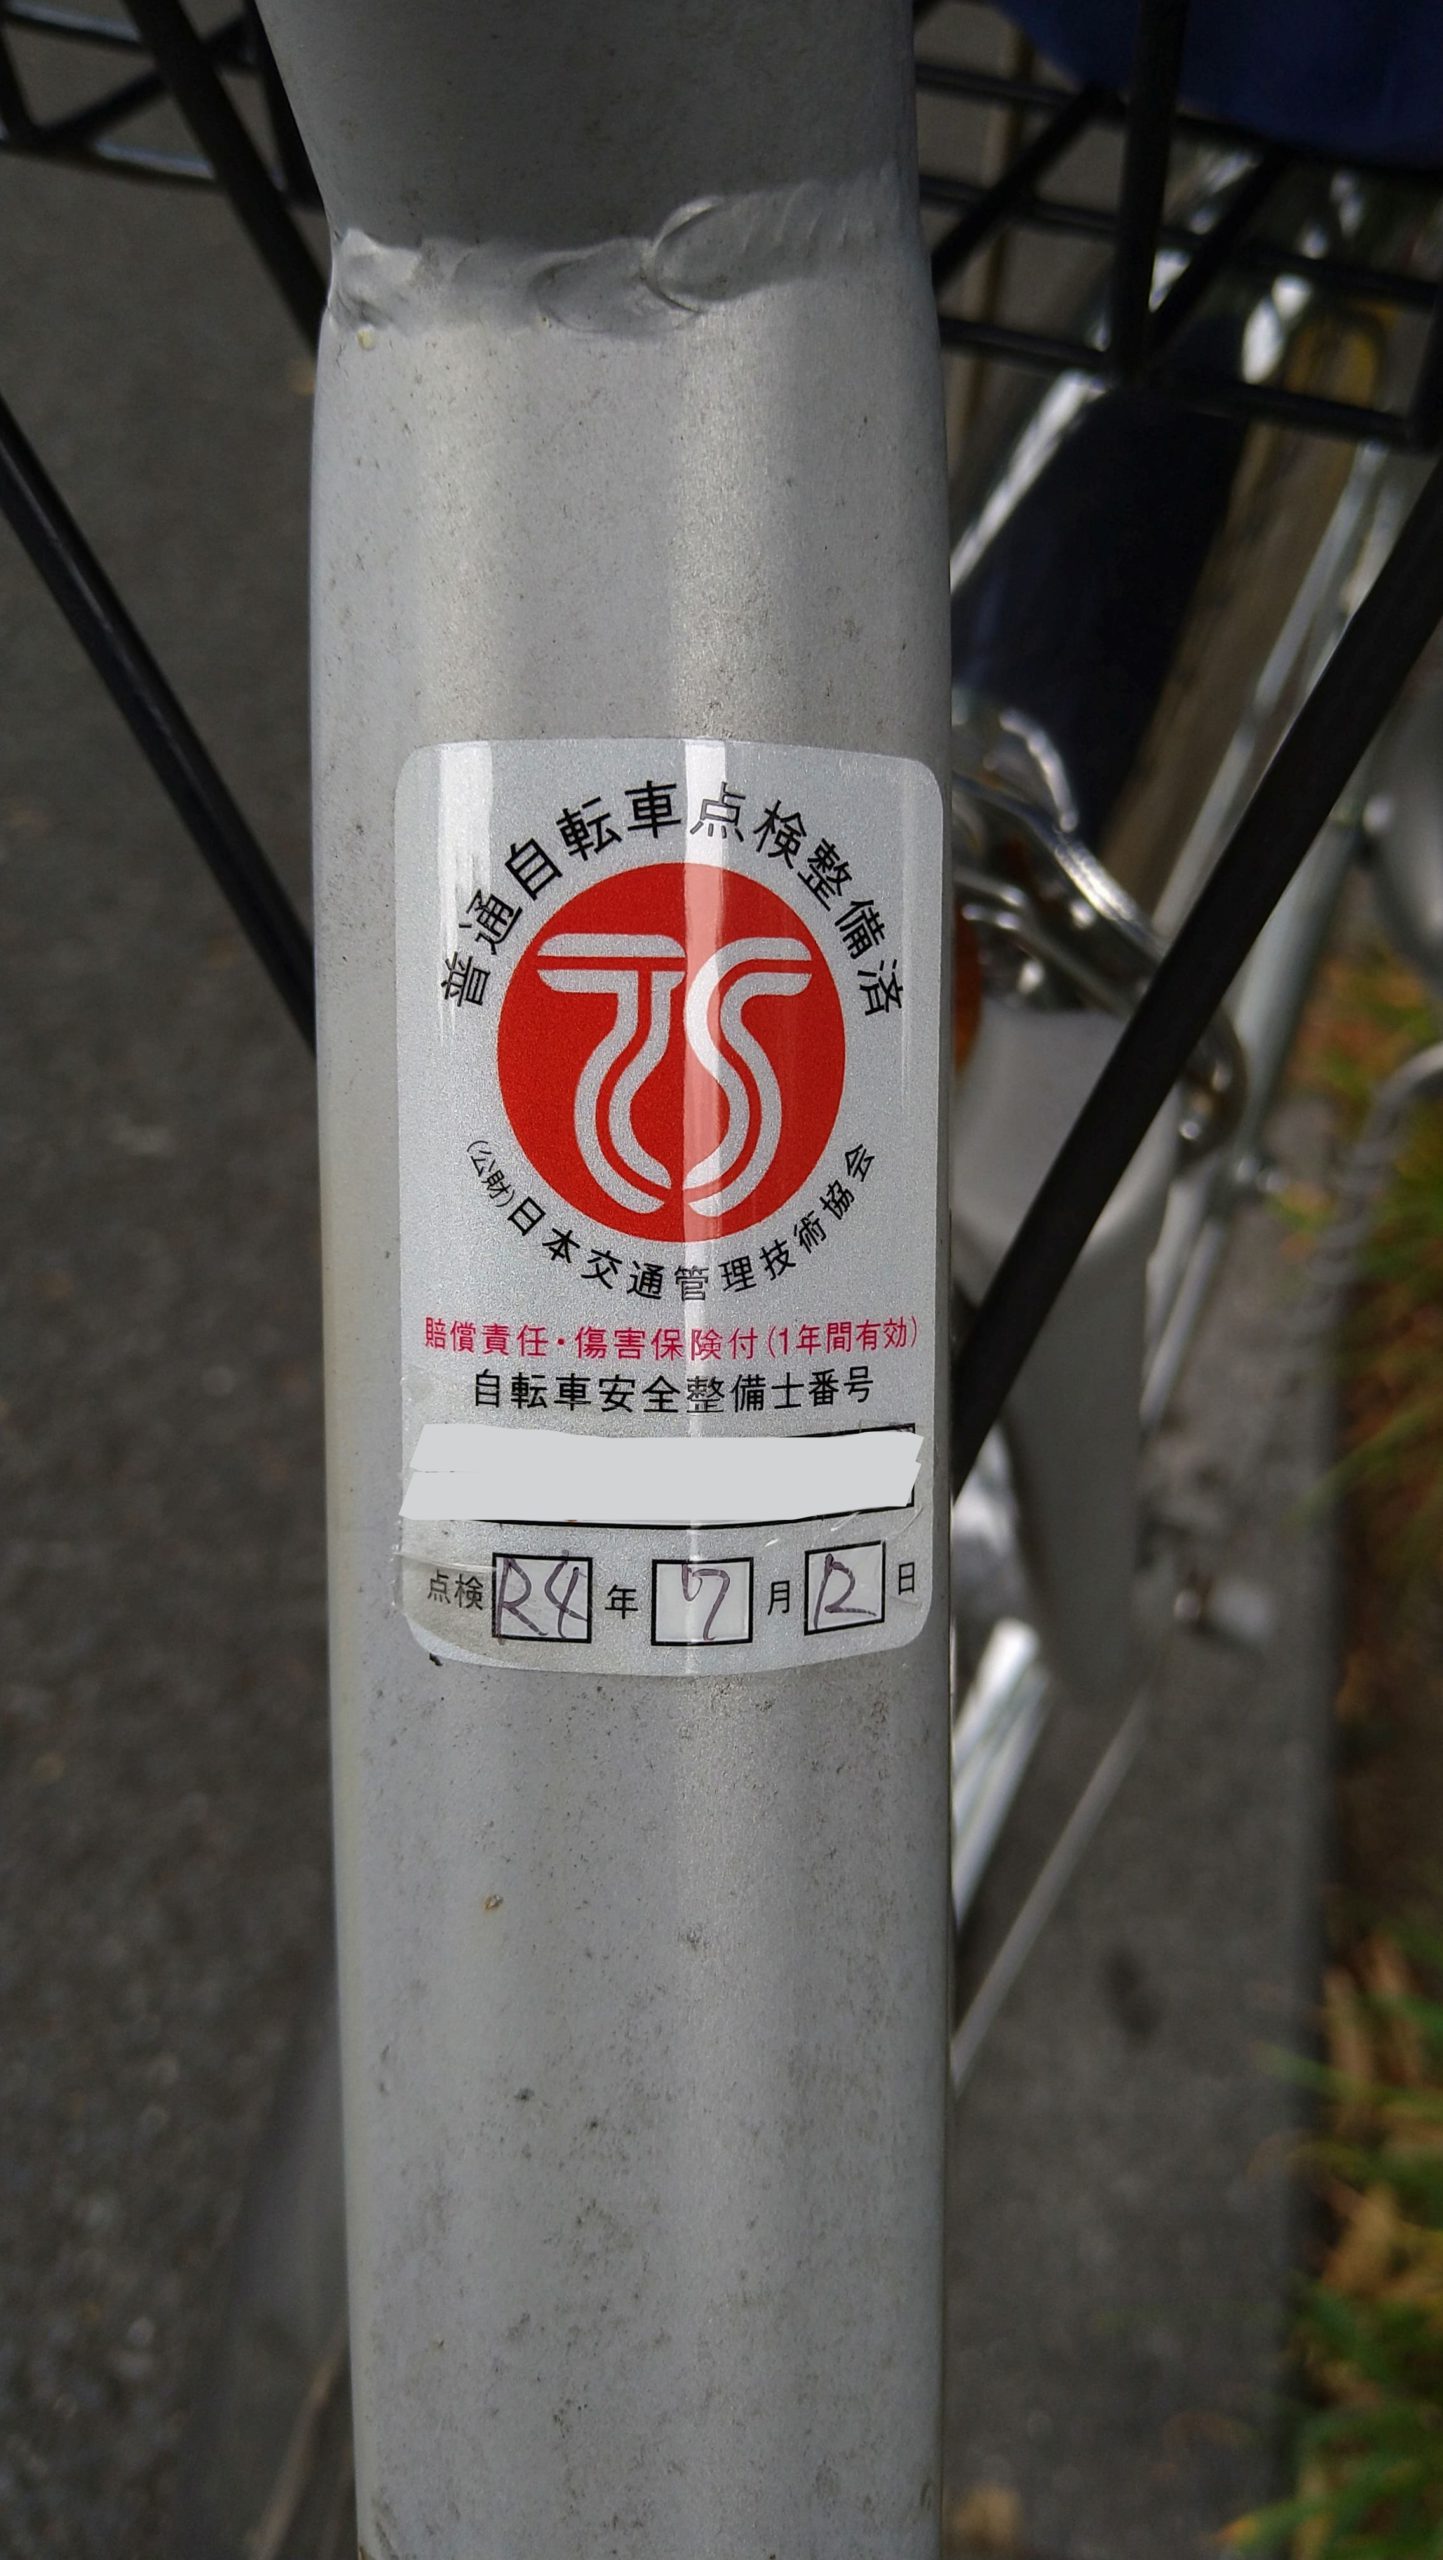 普通自転車点検整備済
TS
(公財)日本交通管理技術協会
賠償責任・傷害保険付(1年間有効)
自転車安全整備士番号
点検 R4 年 7 月 12 日